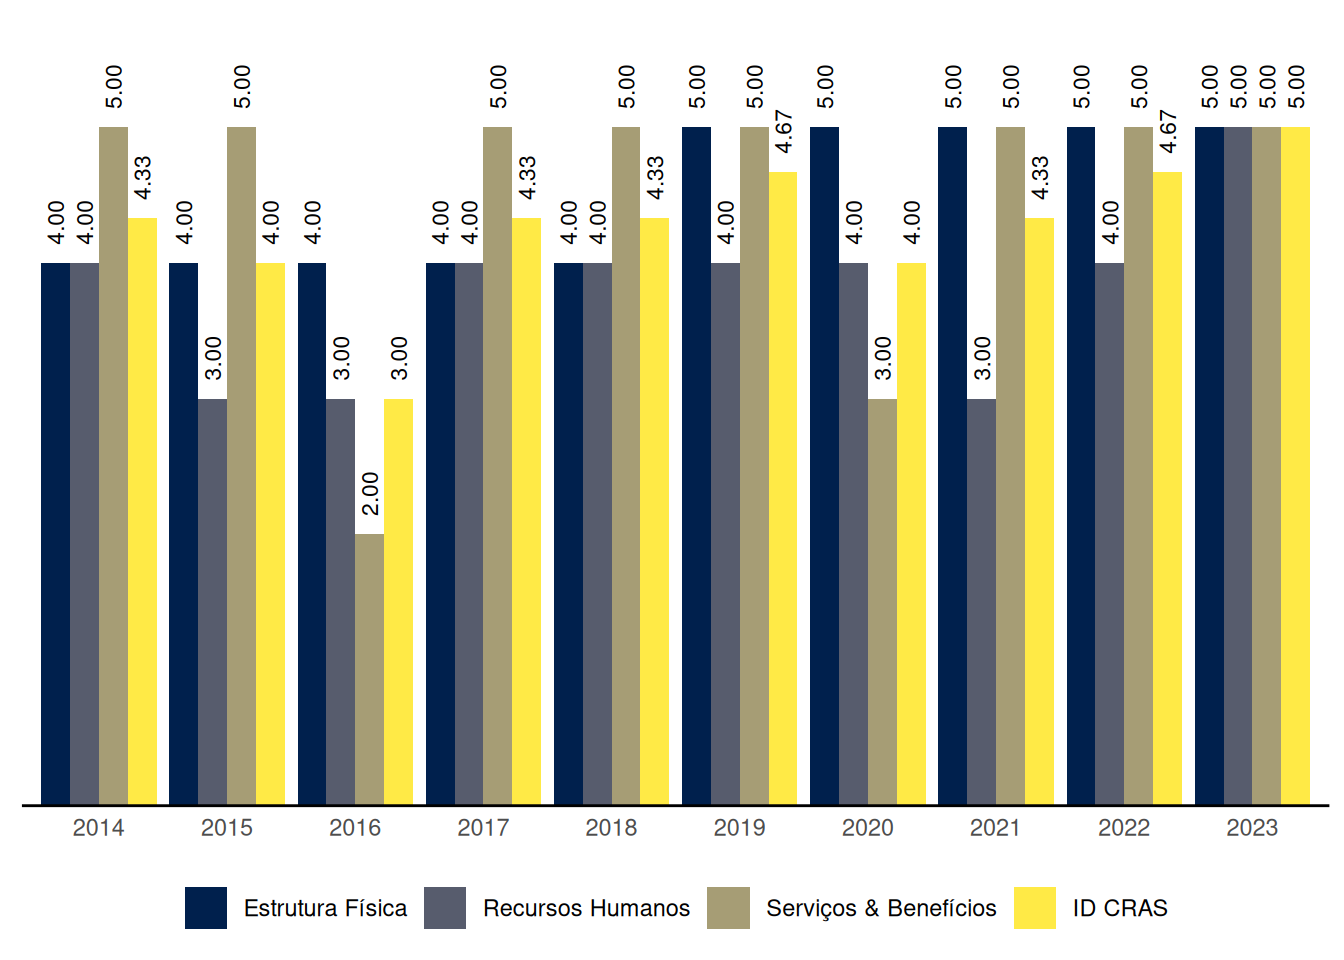 4.00 4.00 5.00 4.33 4.00 3.00 5.00 4.00 4.00 3.00 2.00 3.00 4.00 4.00 5.00 4.33 4.00 4.00 5.00 4.33 5.00 4.00 5.00 4.67 5.00 4.00 3.00 4.00 5.00 3.00 5.00 4.33 5.00 4.00 5.00 4.67 5.00 5.00 5.00 5.00
2014 2015 2016 2017 2018 2019 2020 2021 2022 2023
Estrutura Física Recursos Humanos Serviços & Benefícios ID CRAS